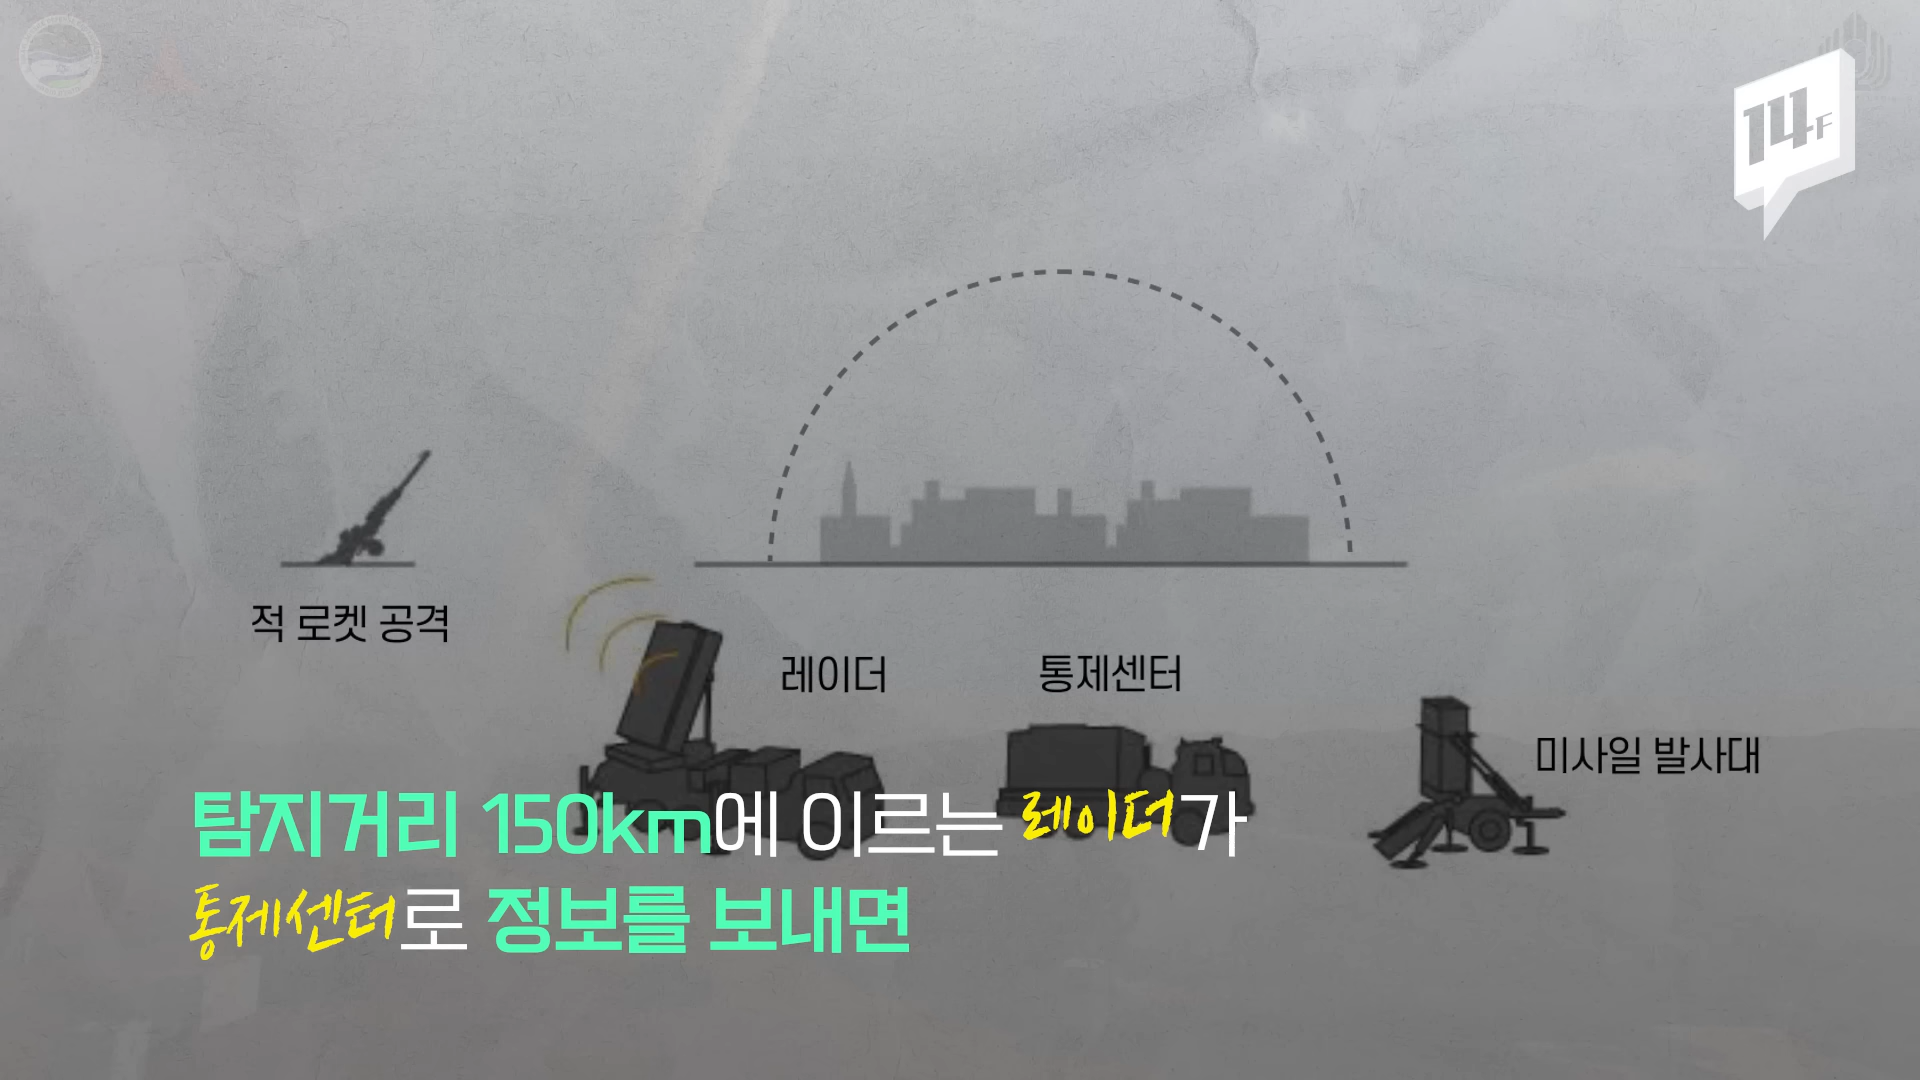 14F
적 로켓 공격
레이더
통제센터
미사일 발사대
탐지거리 150km에 이르는 레이더가
통제센터로 정보를 보내면